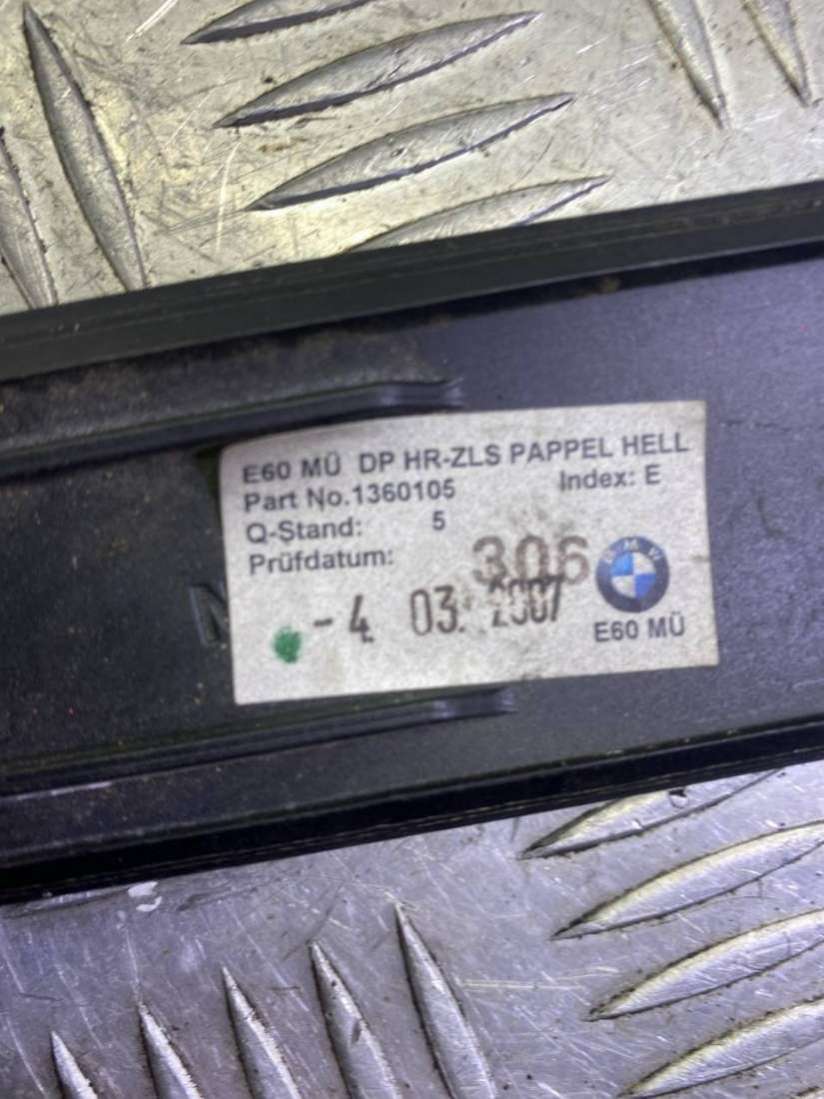 E60 MÜ DP HR-ZLS PAPPEL HELL
Part No.1360105 Index: E
Q-Stand: 5
Prüfdatum: 306
-4. 03. 2007
BMW
E60 MÜ